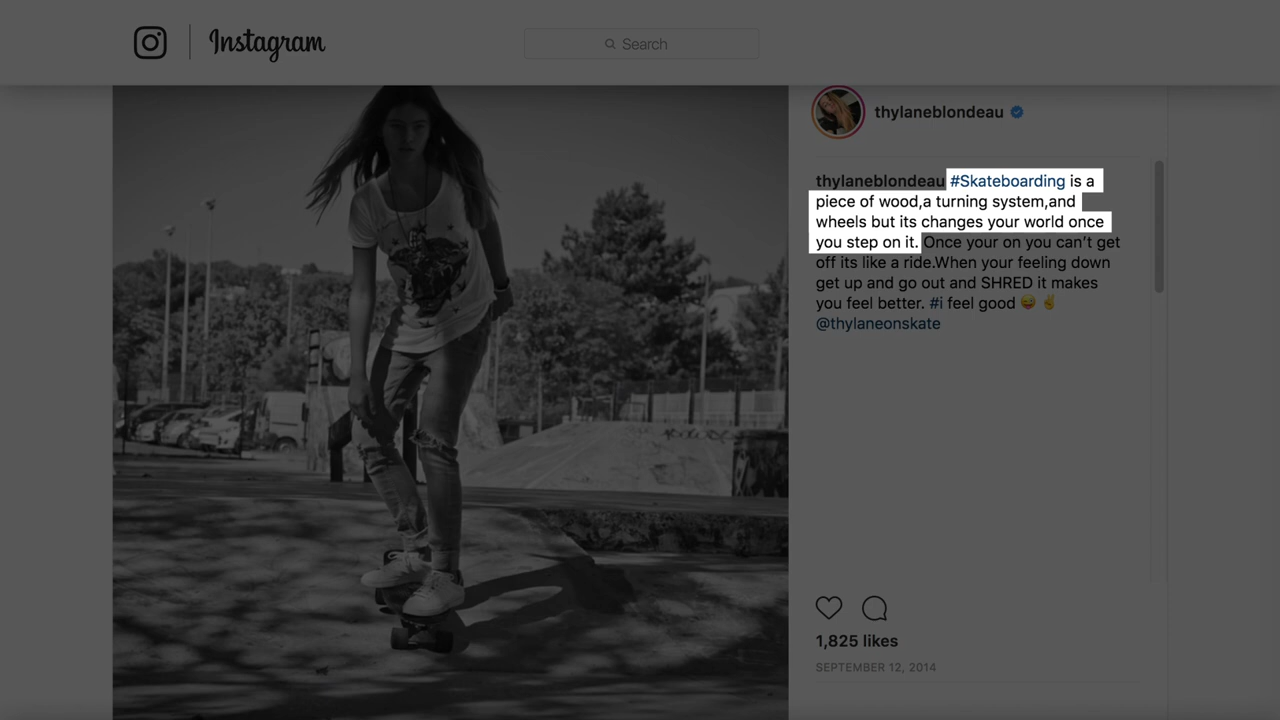 Instagram
Search
thylaneblondeau
thylaneblondeau #Skateboarding is a
piece of wood,a turning system,and
wheels but its changes your world once
you step on it. Once your on you can't get
off its like a ride.When your feeling down
get up and go out and SHRED it makes
you feel better. #i feel good 😜 ✌
@thylaneonskate
1,825 likes
SEPTEMBER 12, 2014